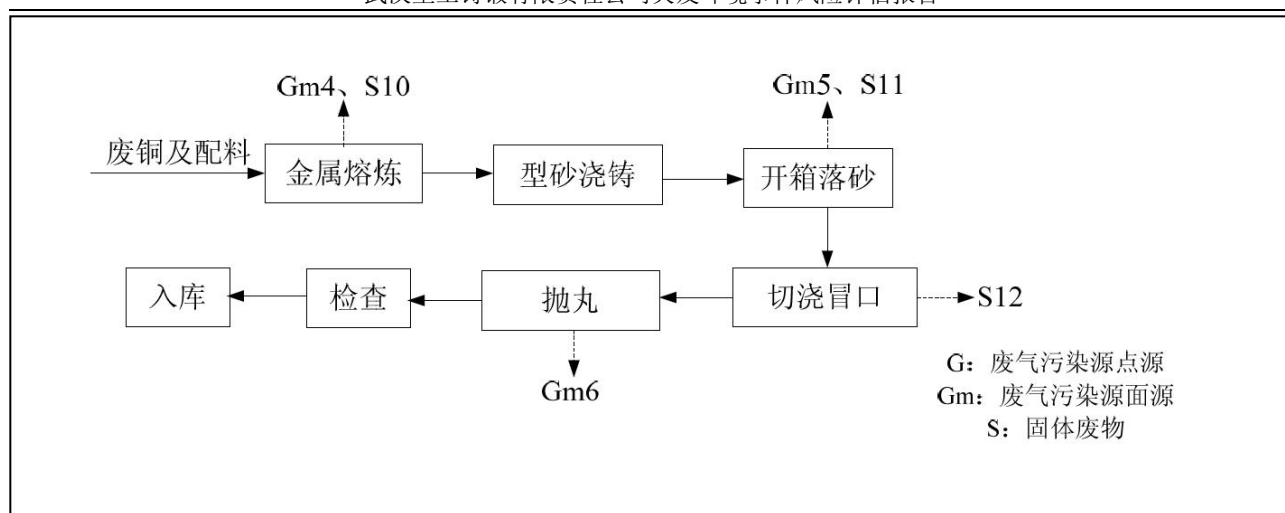 Gm4、S10
Gm5、S11
废铜及配料
金属熔炼
型砂浇铸
开箱落砂
入库
检查
抛丸
切浇冒口
S12
Gm6
G：废气污染源点源
Gm：废气污染源面源
S：固体废物